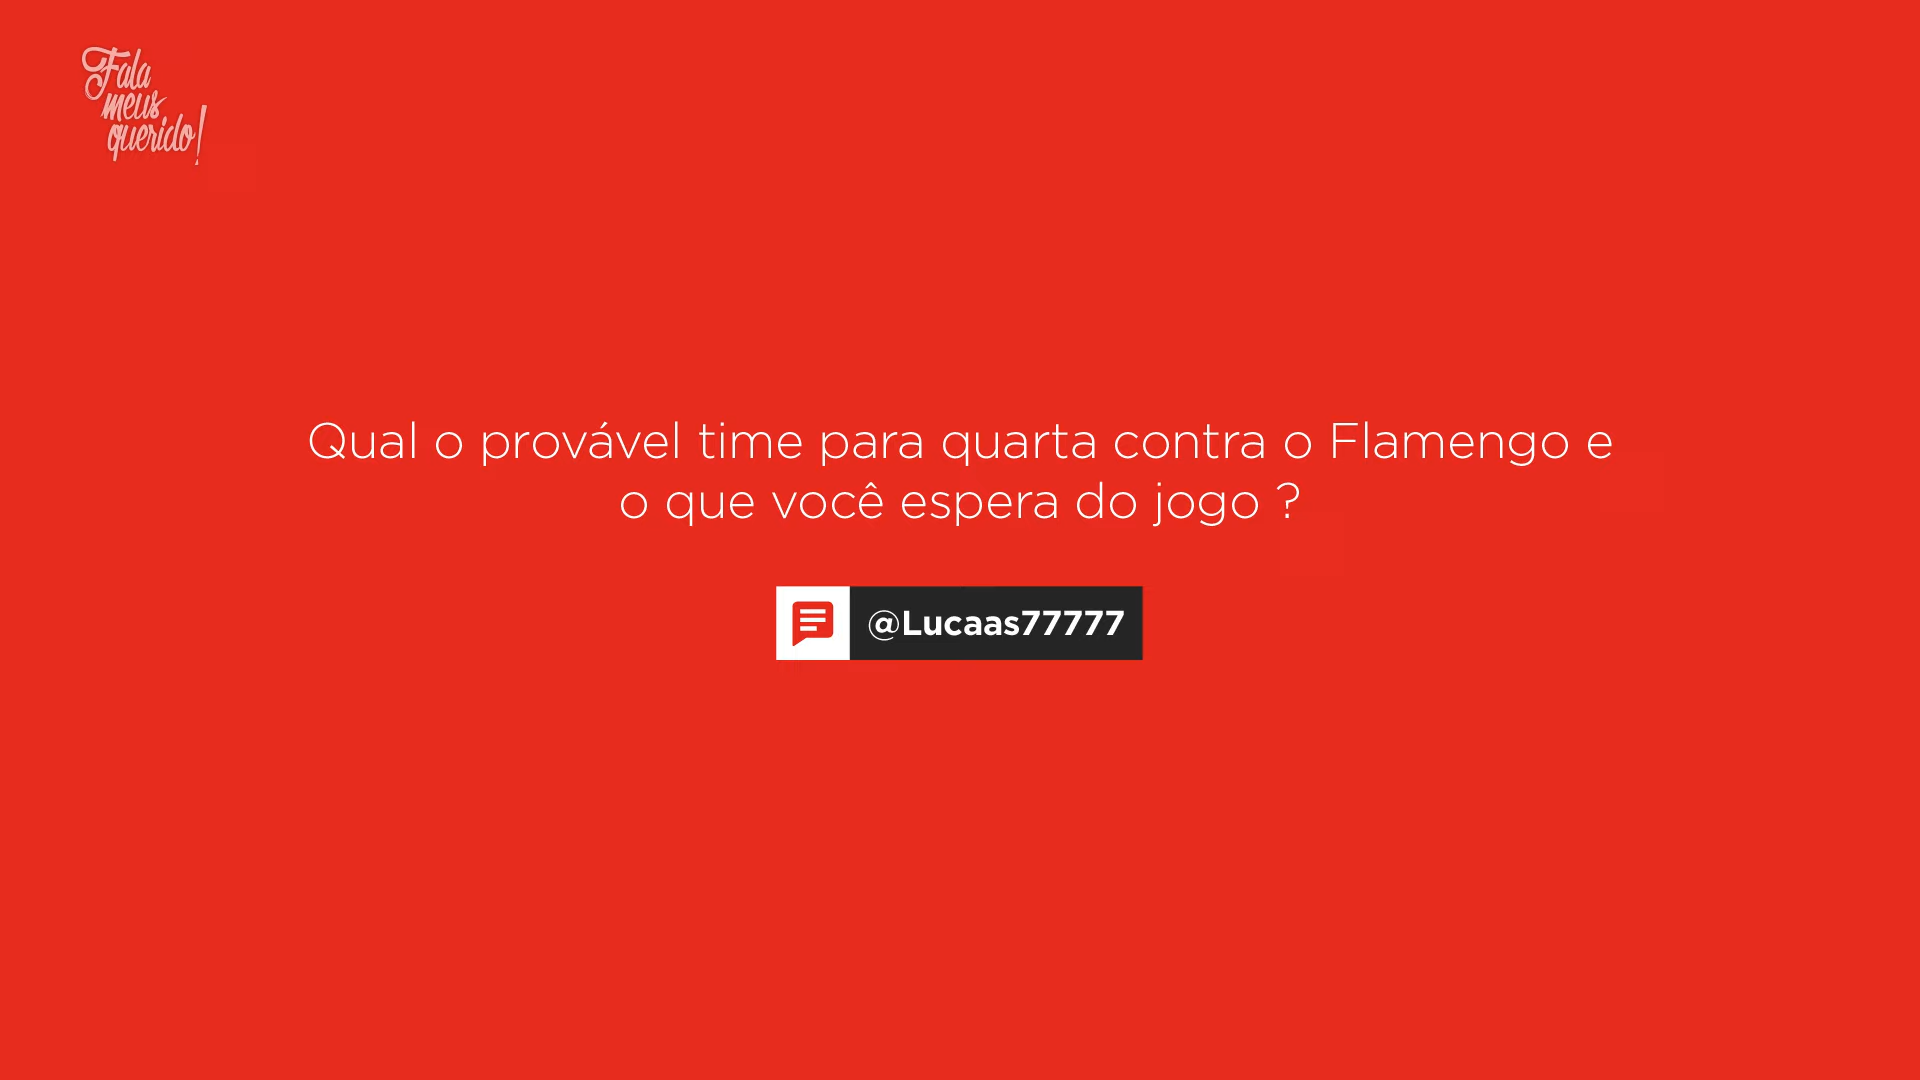 Fala
meus
querido!
Qual o provável time para quarta contra o Flamengo e
o que você espera do jogo ?
@Lucaas77777